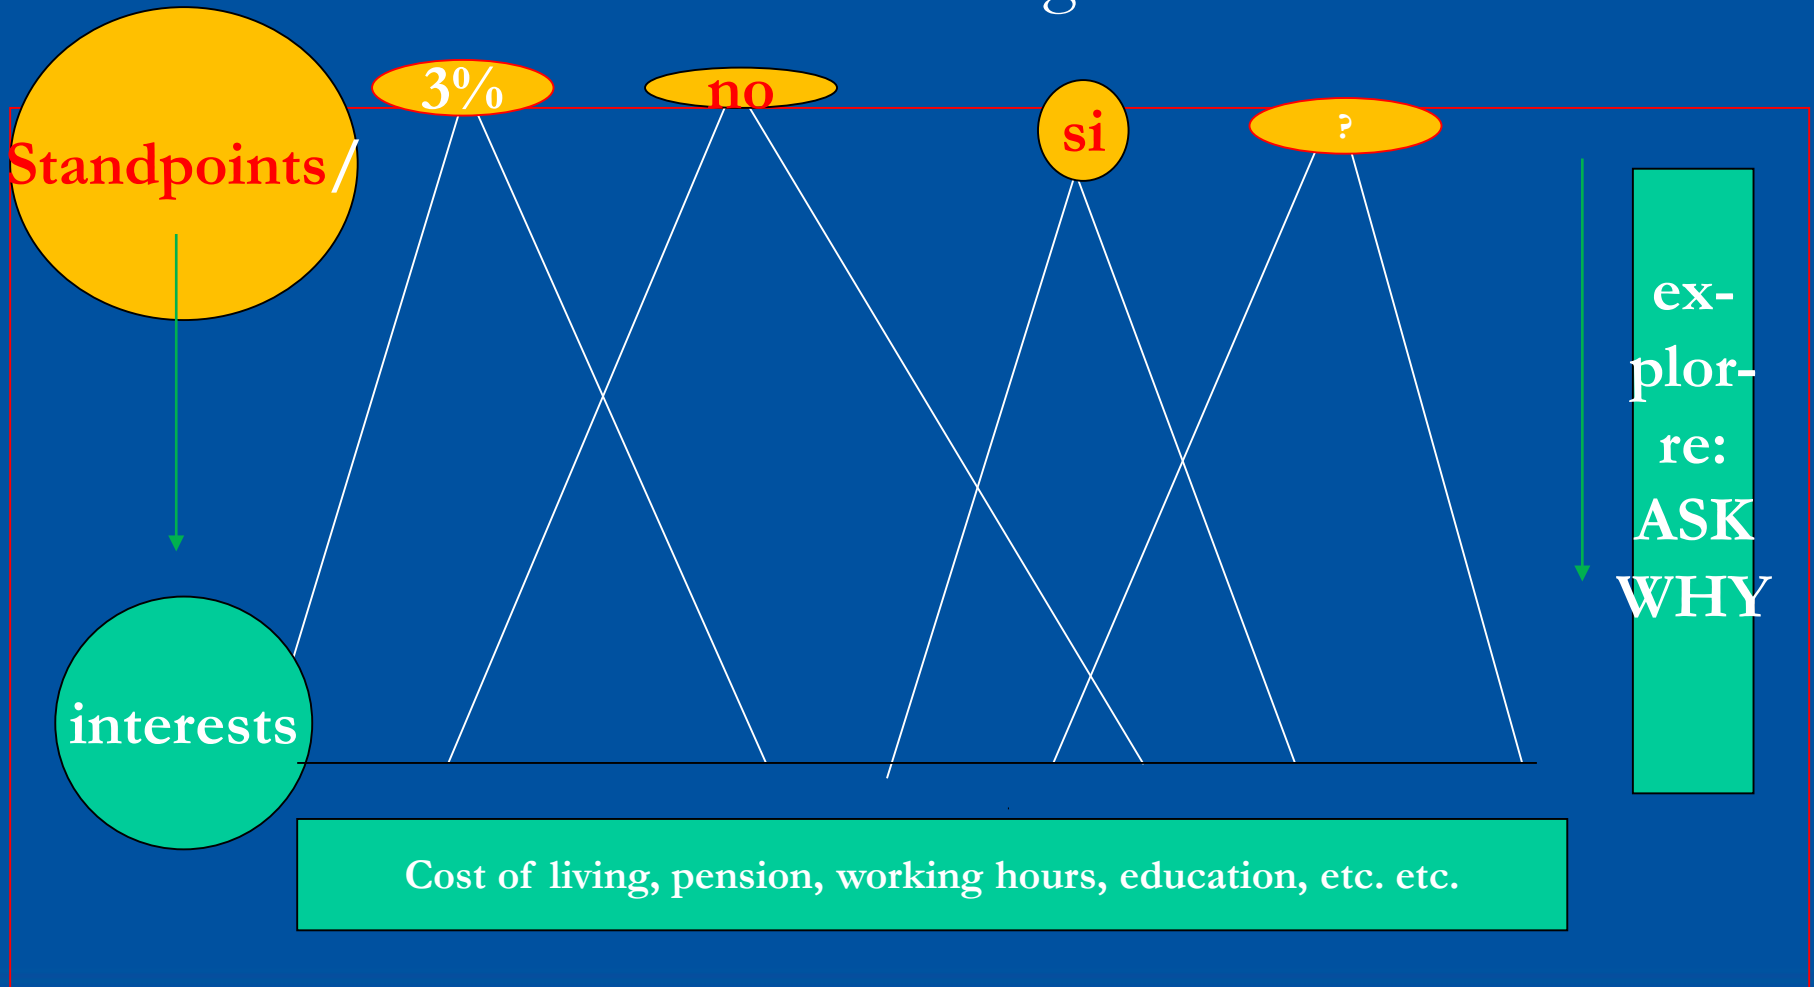 3%
no
si
?
Standpoints/
ex-
plor-
re:
ASK
WHY
interests
Cost of living, pension, working hours, education, etc. etc.